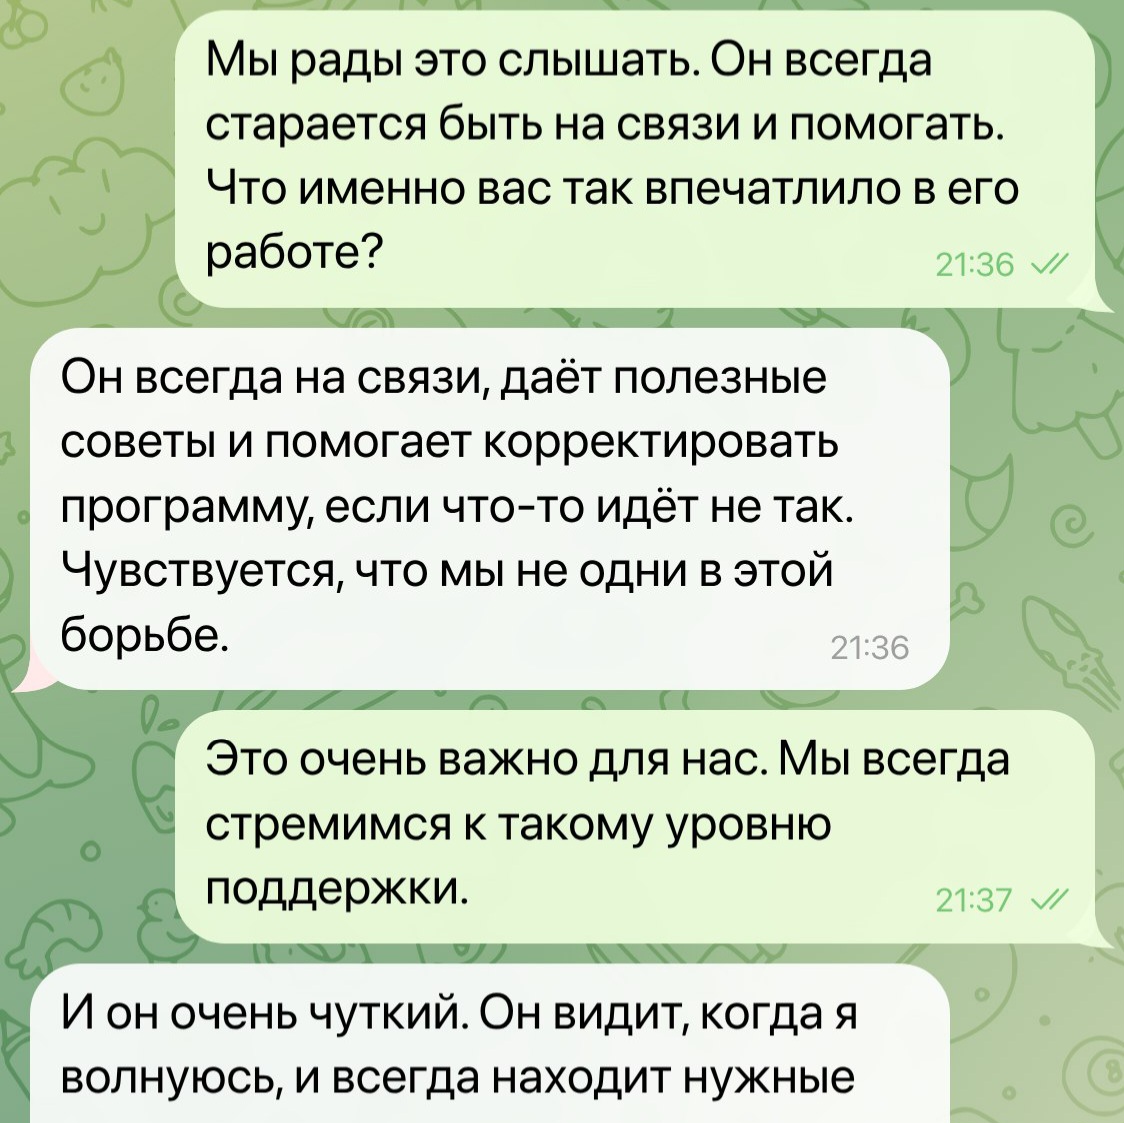 Мы рады это слышать. Он всегда
старается быть на связи и помогать.
Что именно вас так впечатлило в его
работе?
21:36
Он всегда на связи, даёт полезные
советы и помогает корректировать
программу, если что-то идёт не так.
Чувствуется, что мы не одни в этой
борьбе.
21:36
Это очень важно для нас. Мы всегда
стремимся к такому уровню
поддержки.
21:37
И он очень чуткий. Он видит, когда я
волнуюсь, и всегда находит нужные